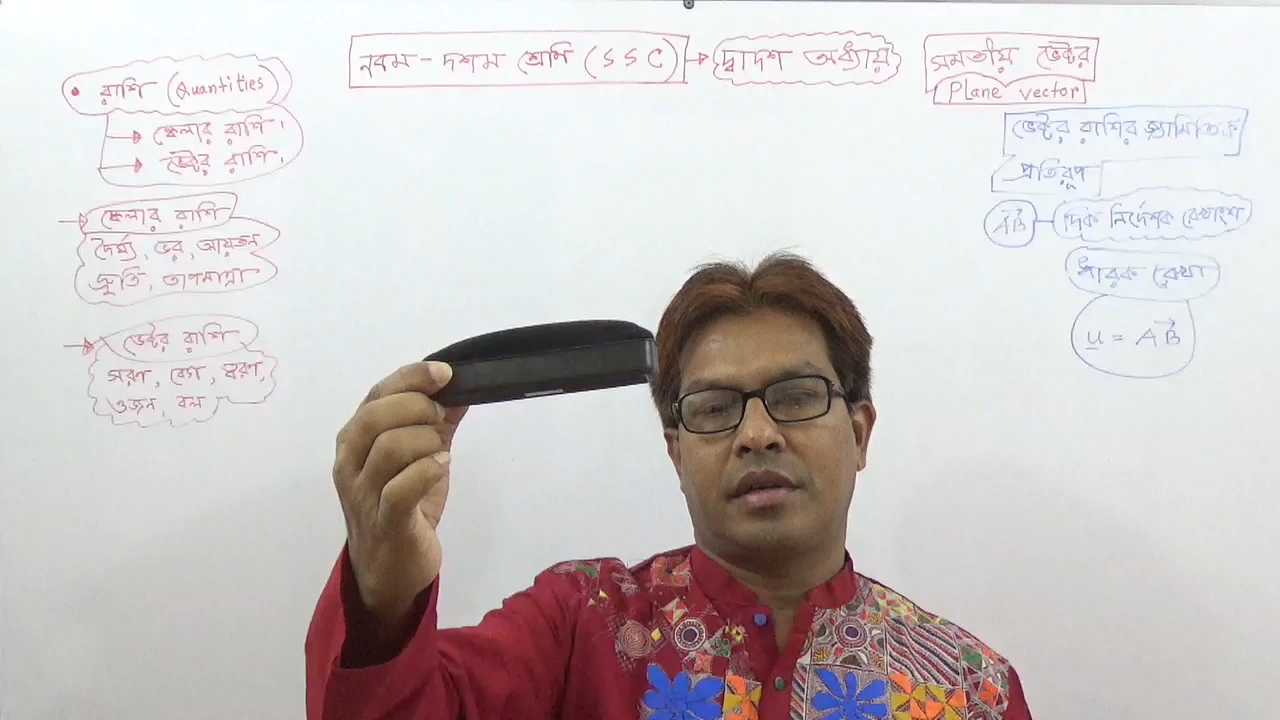 নবম - দশম শ্রেণি (SSC) → দ্বাদশ অধ্যায়
সমতলীয় ভেক্টর
Plane vector
• রাশি (Quantities)
→ স্কেলার রাশি।
→ ভেক্টর রাশি।
→ স্কেলার রাশি
দৈর্ঘ্য, ভর, আয়তন
দ্রুতি, তাপমাত্রা
→ ভেক্টর রাশি
সরণ, বেগ, ত্বরণ,
ওজন, বল
ভেক্টর রাশির জ্যামিতিক
প্রতিরূপ
AB⃗ — দিক নির্দেশক রেখাংশ
ধারক রেখা
u̲ = AB⃗